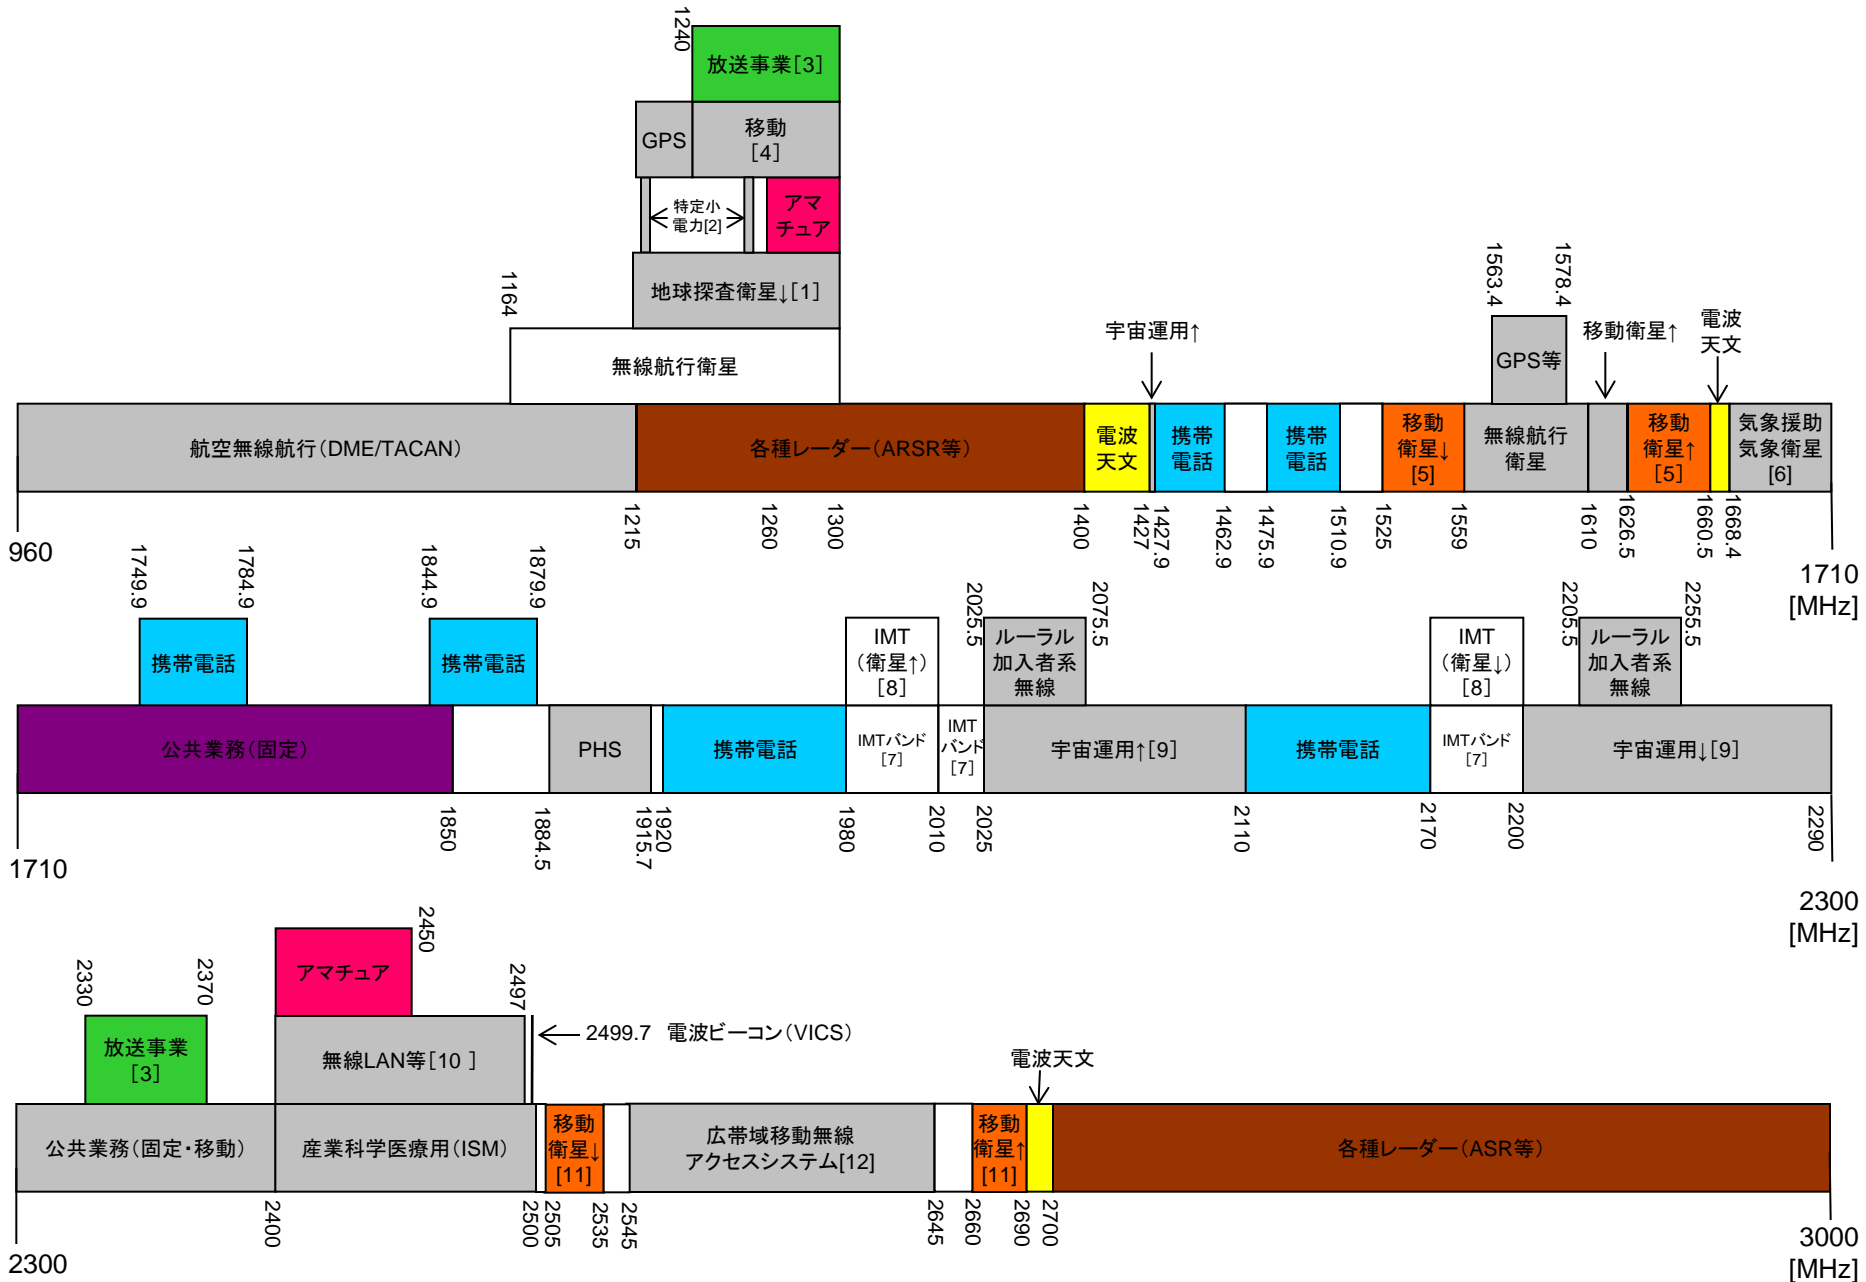 1240
放送事業[3]
GPS
移動
[4]
特定小
電力[2]
アマ
チュア
地球探査衛星↓[1]
1164
無線航行衛星
宇宙運用↑
1563.4
1578.4
GPS等
移動衛星↑
電波
天文
航空無線航行(DME/TACAN)
各種レーダー(ARSR等)
電波
天文
携帯
電話
携帯
電話
移動
衛星↓
[5]
無線航行
衛星
移動
衛星↑
[5]
気象援助
気象衛星
[6]
960
1215
1260
1300
1400
1427
1427.9
1462.9
1475.9
1510.9
1525
1559
1610
1626.5
1660.5
1668.4
1710
[MHz]
1749.9
1784.9
1844.9
1879.9
2025.5
2075.5
2205.5
2255.5
携帯電話
携帯電話
IMT
(衛星↑)
[8]
ルーラル
加入者系
無線
IMT
(衛星↓)
[8]
ルーラル
加入者系
無線
公共業務(固定)
PHS
携帯電話
IMTバンド
[7]
IMT
バンド
[7]
宇宙運用↑[9]
携帯電話
IMTバンド
[7]
宇宙運用↓[9]
1710
1850
1884.5
1915.7
1920
1980
2010
2025
2110
2170
2200
2290
2300
[MHz]
2330
2370
2450
2497
アマチュア
放送事業
[3]
無線LAN等[10 ]
2499.7 電波ビーコン(VICS)
電波天文
公共業務(固定・移動)
産業科学医療用(ISM)
移動
衛星↓
[11]
広帯域移動無線
アクセスシステム[12]
移動
衛星↑
[11]
各種レーダー(ASR等)
2300
2400
2500
2505
2535
2545
2645
2660
2690
2700
3000
[MHz]